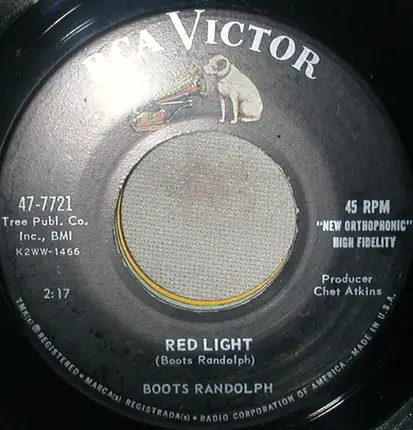 RCA VICTOR
47-7721
Tree Publ. Co.
Inc., BMI
K2WW-1466
2:17
45 RPM
"NEW ORTHOPHONIC"
HIGH FIDELITY
Producer
Chet Atkins
RED LIGHT
(Boots Randolph)
BOOTS RANDOLPH
TMK(s) ® REGISTERED • MARCA(s) REGISTRADA(s) • RADIO CORPORATION OF AMERICA—MADE IN U.S.A.